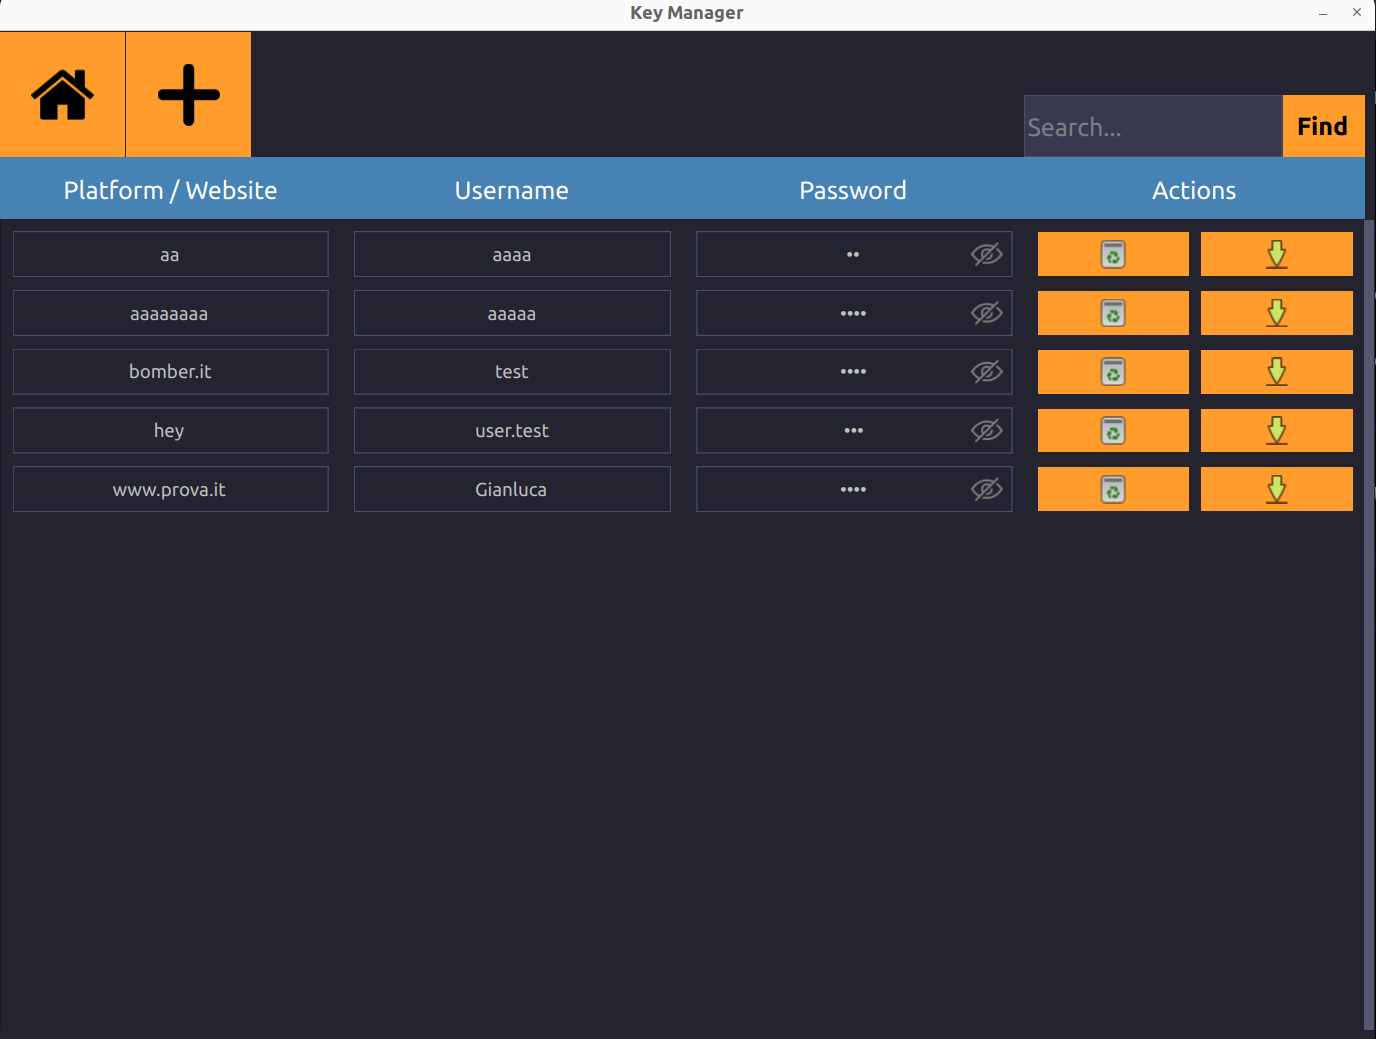 Key Manager
Search...
Find
Platform / Website Username Password Actions
aa aaaa ••
aaaaaaaa aaaaa ••••
bomber.it test ••••
hey user.test •••
www.prova.it Gianluca ••••